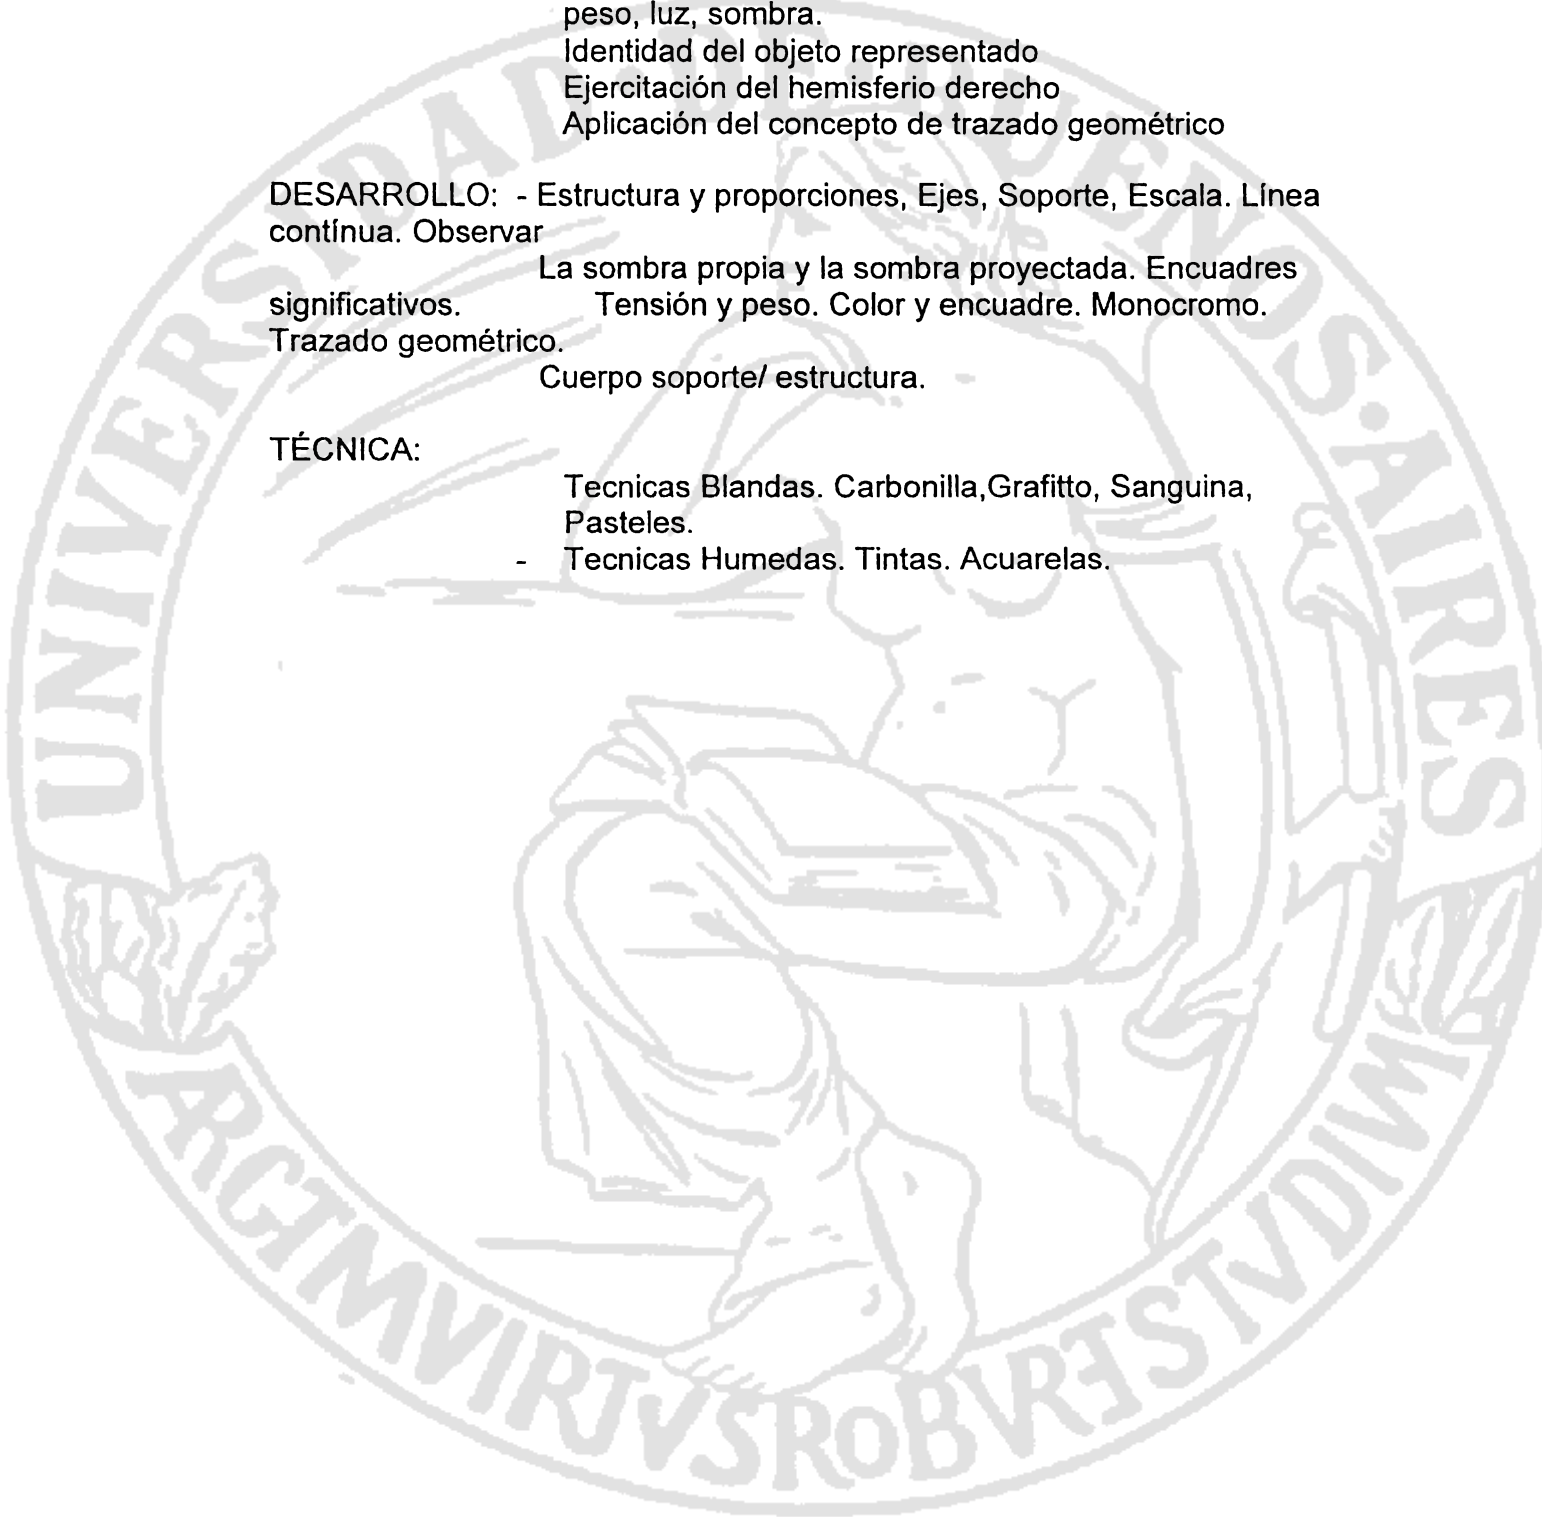 peso, luz, sombra.
Identidad del objeto representado
Ejercitación del hemisferio derecho
Aplicación del concepto de trazado geométrico
DESARROLLO: - Estructura y proporciones, Ejes, Soporte, Escala. Línea
contínua. Observar
La sombra propia y la sombra proyectada. Encuadres
significativos. Tensión y peso. Color y encuadre. Monocromo.
Trazado geométrico.
Cuerpo soporte/ estructura.
TÉCNICA:
Tecnicas Blandas. Carbonilla,Grafitto, Sanguina,
Pasteles.
- Tecnicas Humedas. Tintas. Acuarelas.
UNIVERSIDAD·DE·BUENOS·AIRES
ARGTMVIRTVSROBVRETSTVDIVM